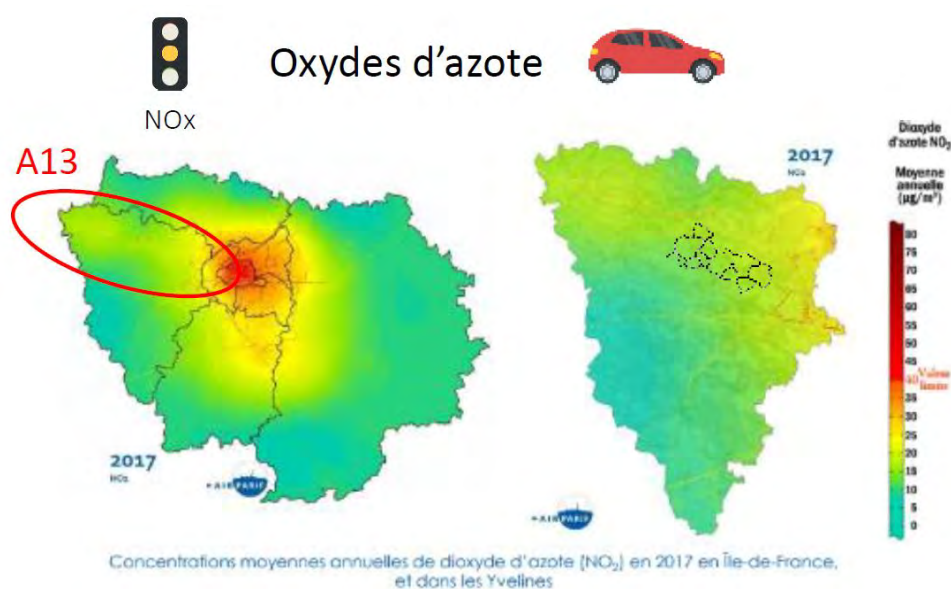 Oxydes d'azote
NOx
A13
2017
NOx
+AIRPARIF
2017
NO₂
+AIRPARIF
Dioxyde
d'azote NO₂
Moyenne
annuelle
(µg/m³)
80
75
70
65
60
55
50
45
40 Valeur
limite
35
30
25
20
15
10
5
0
Concentrations moyennes annuelles de dioxyde d'azote (NO₂) en 2017 en Île-de-France,
et dans les Yvelines